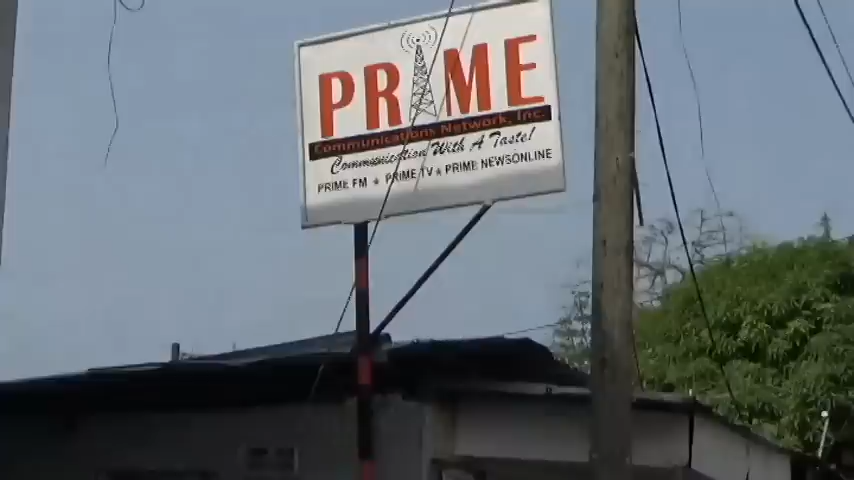 PRIME
Communications Network, Inc.
Communication With A Taste!
PRIME FM ★ PRIME TV ★ PRIME NEWSONLINE